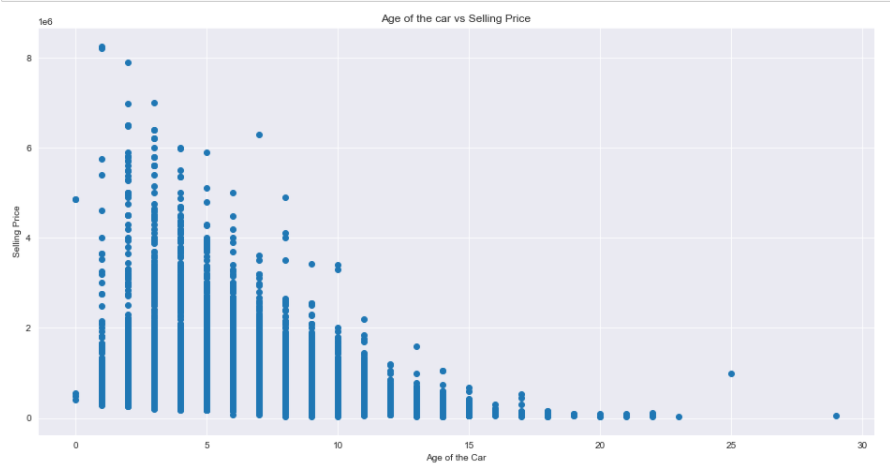 Age of the car vs Selling Price
1e6
8
6
4
2
0
Selling Price
0 5 10 15 20 25 30
Age of the Car